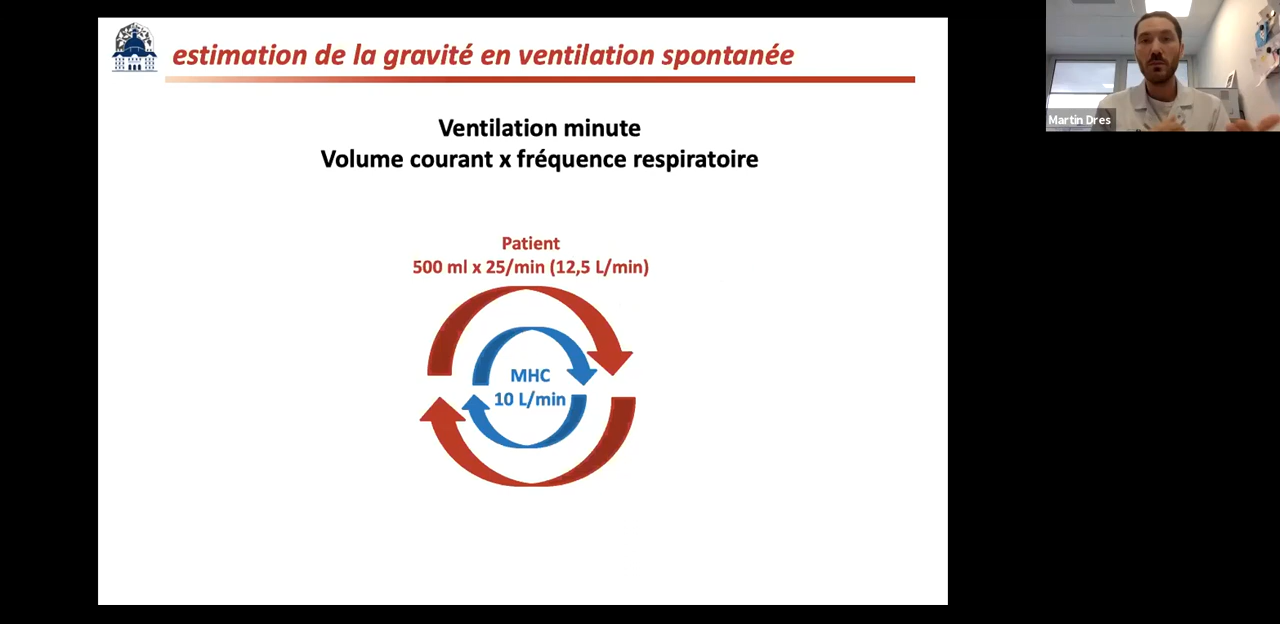 estimation de la gravité en ventilation spontanée
Ventilation minute
Volume courant x fréquence respiratoire
Patient
500 ml x 25/min (12,5 L/min)
MHC
10 L/min
Martin Dres